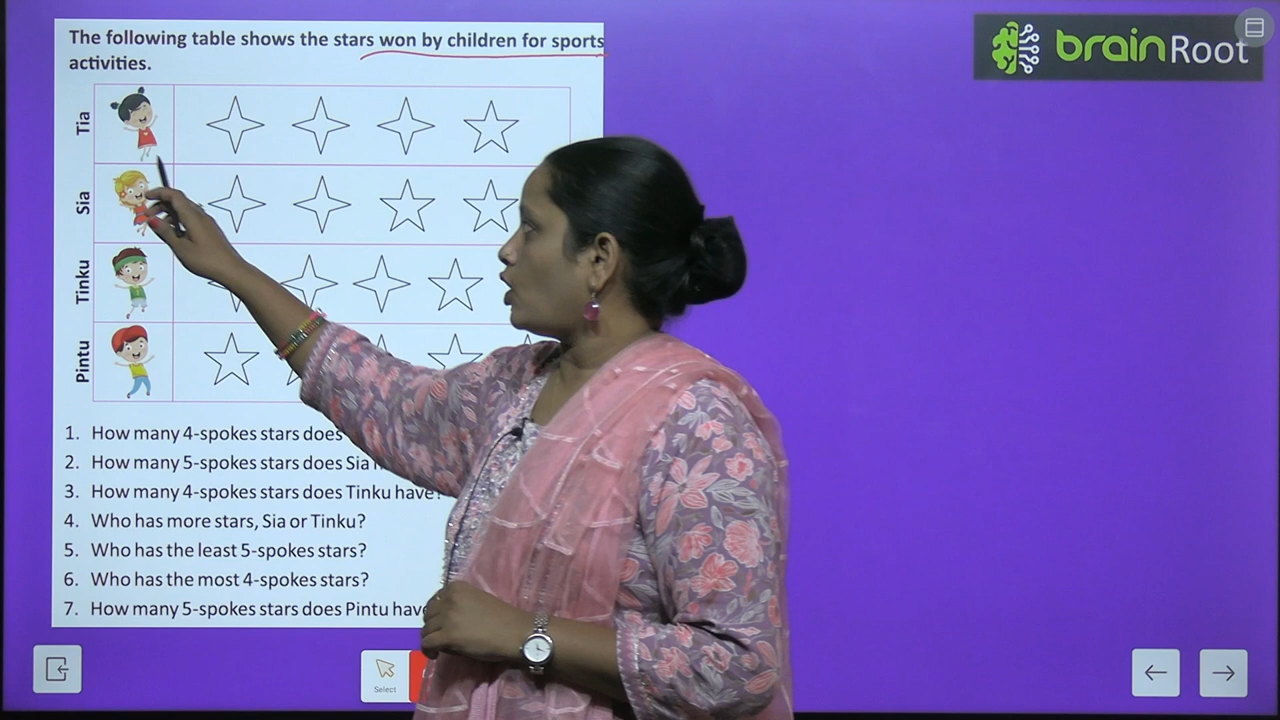 The following table shows the stars won by children for sports
activities.
brainRoot
Tia
Sia
Tinku
Pintu
1. How many 4-spokes stars does
2. How many 5-spokes stars does Sia
3. How many 4-spokes stars does Tinku have?
4. Who has more stars, Sia or Tinku?
5. Who has the least 5-spokes stars?
6. Who has the most 4-spokes stars?
7. How many 5-spokes stars does Pintu have
Select